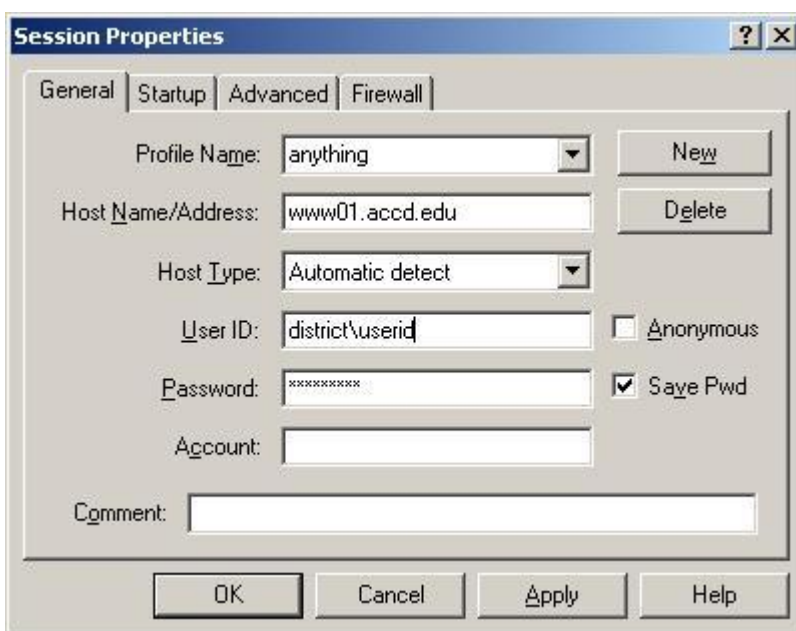 Session Properties
General Startup Advanced Firewall
Profile Name: anything New
Host Name/Address: www01.accd.edu Delete
Host Type: Automatic detect
User ID: district\userid Anonymous
Password: ********* Save Pwd
Account:
Comment:
OK Cancel Apply Help